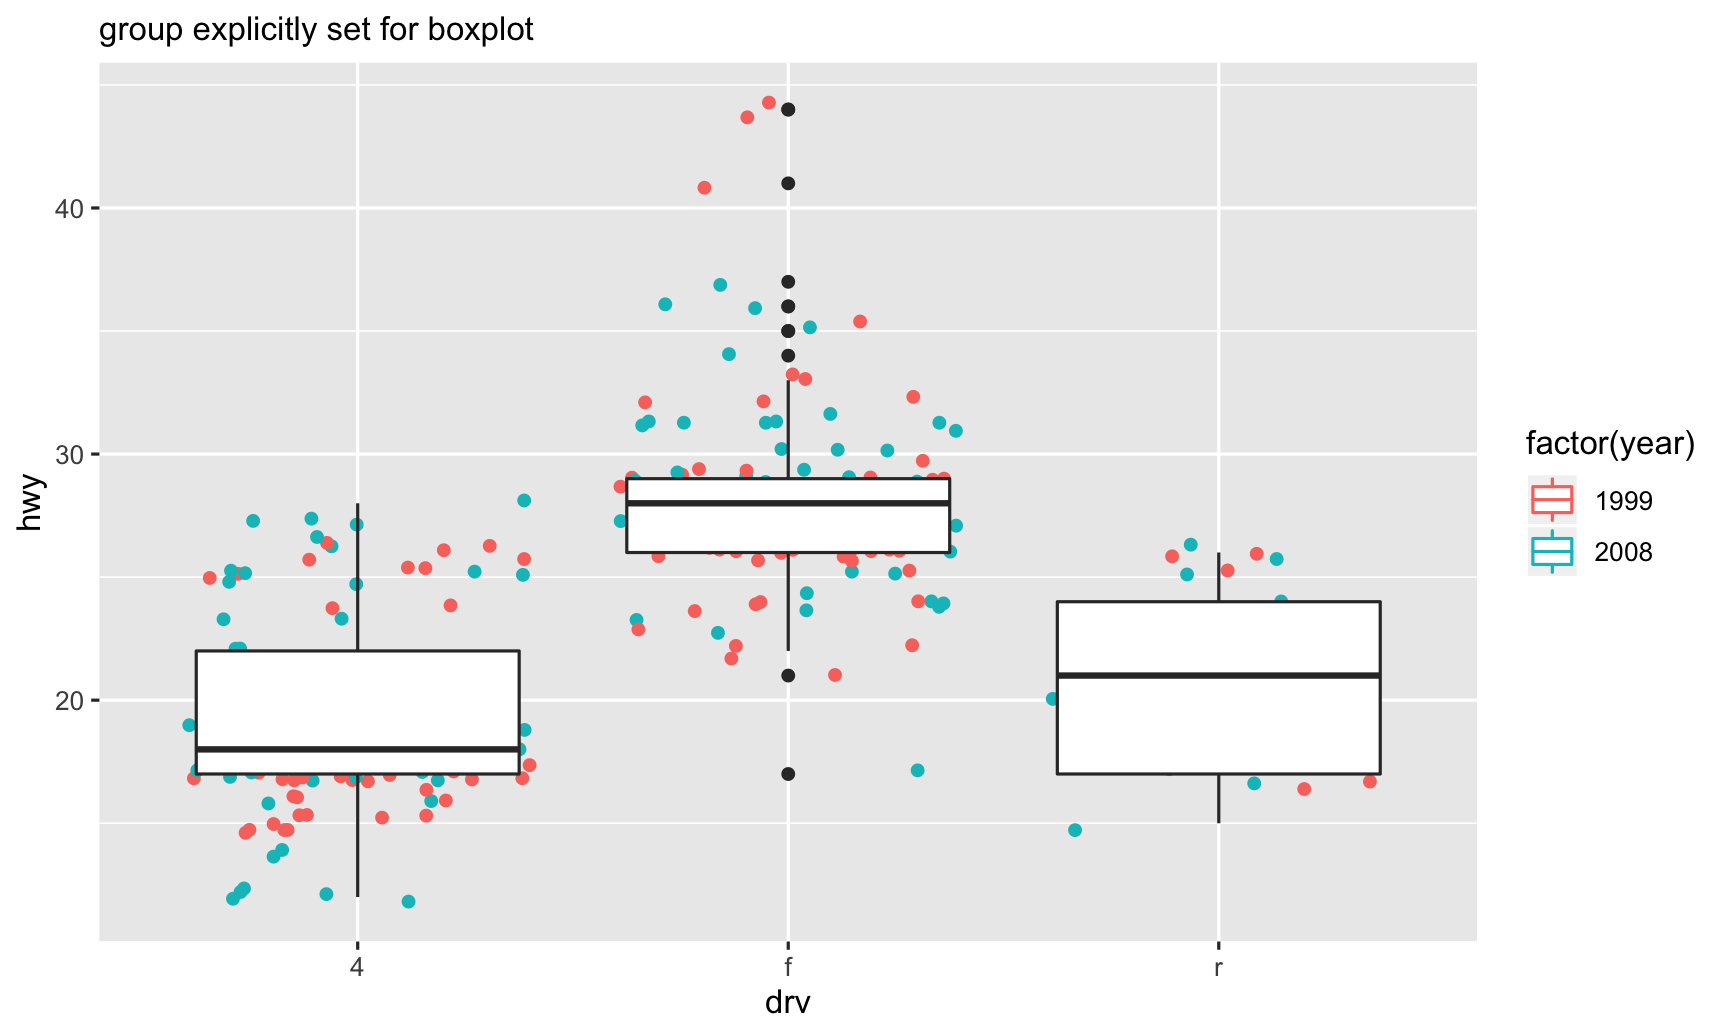 group explicitly set for boxplot
hwy
40
30
20
4
f
r
drv
factor(year)
1999
2008